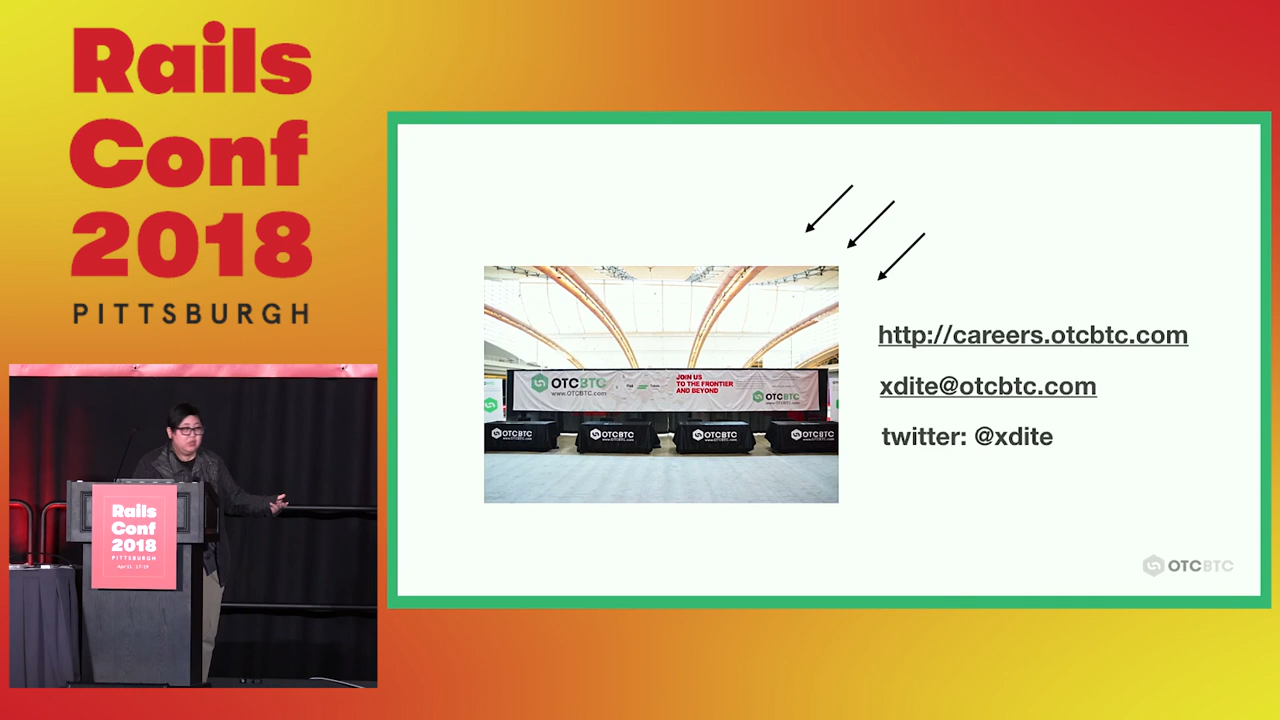 Rails
Conf
2018
PITTSBURGH
Rails
Conf
2018
PITTSBURGH
OTCBTC
www.OTCBTC.com
JOIN US
TO THE FRONTIER
AND BEYOND
OTCBTC
OTCBTC
OTCBTC
OTCBTC
OTCBTC
http://careers.otcbtc.com
xdite@otcbtc.com
twitter: @xdite
OTCBTC